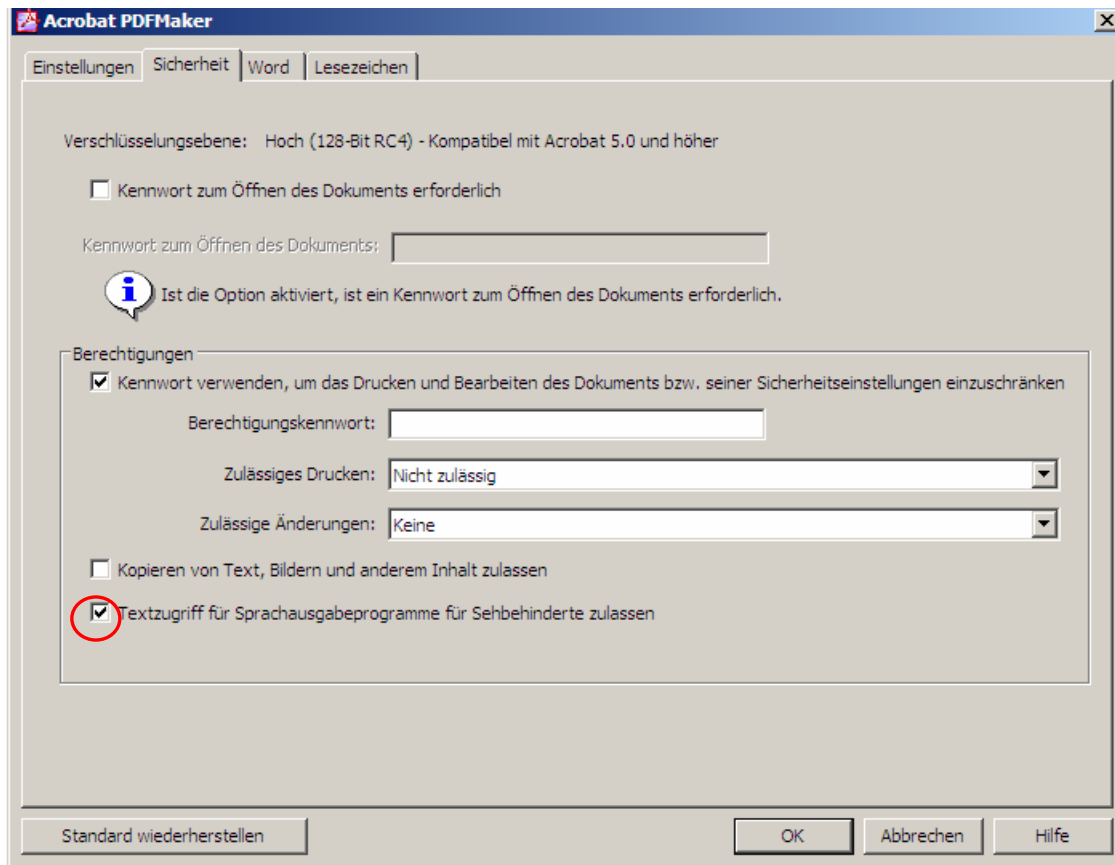 Acrobat PDFMaker
Einstellungen Sicherheit Word Lesezeichen
Verschlüsselungsebene: Hoch (128-Bit RC4) - Kompatibel mit Acrobat 5.0 und höher
Kennwort zum Öffnen des Dokuments erforderlich
Kennwort zum Öffnen des Dokuments:
Ist die Option aktiviert, ist ein Kennwort zum Öffnen des Dokuments erforderlich.
Berechtigungen
Kennwort verwenden, um das Drucken und Bearbeiten des Dokuments bzw. seiner Sicherheitseinstellungen einzuschränken
Berechtigungskennwort:
Zulässiges Drucken: Nicht zulässig
Zulässige Änderungen: Keine
Kopieren von Text, Bildern und anderem Inhalt zulassen
Textzugriff für Sprachausgabeprogramme für Sehbehinderte zulassen
Standard wiederherstellen OK Abbrechen Hilfe